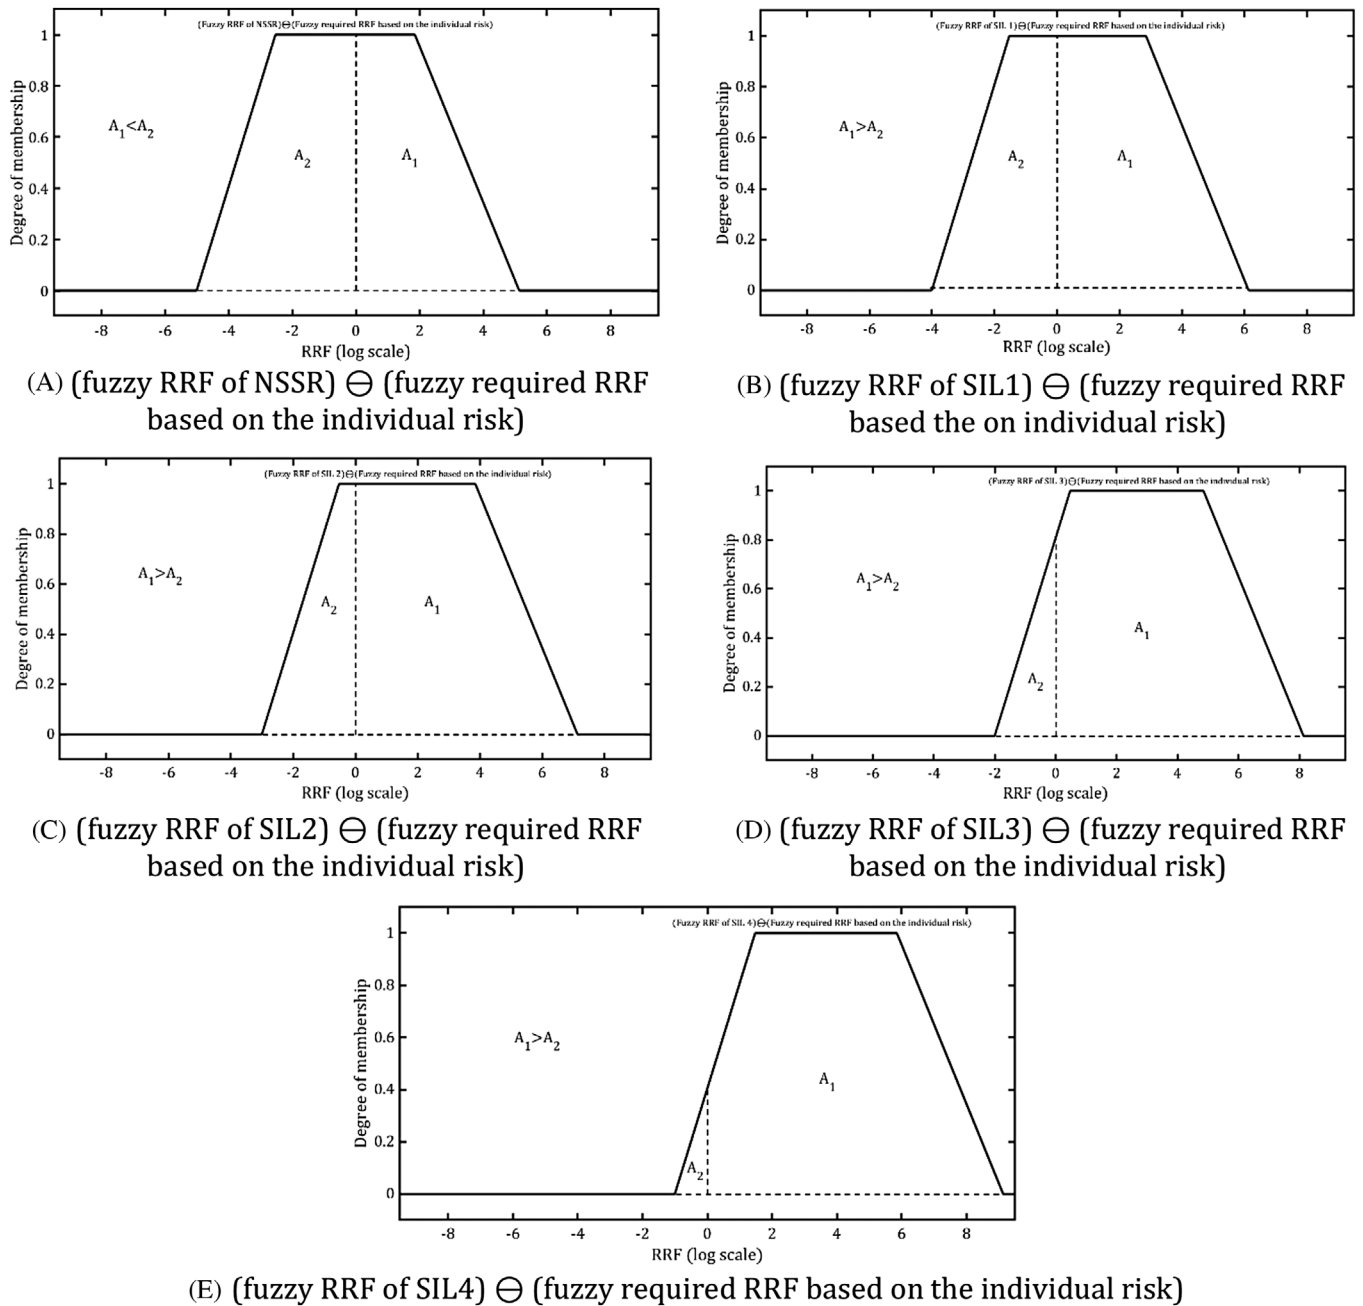 (Fuzzy RRF of NSSR)⊖(Fuzzy required RRF based on the individual risk)
Degree of membership
1
0.8
0.6
0.4
0.2
0
A₁<A₂
A₂
A₁
-8 -6 -4 -2 0 2 4 6 8
RRF (log scale)
(A) (fuzzy RRF of NSSR) ⊖ (fuzzy required RRF
based on the individual risk)
(Fuzzy RRF of SIL 1)⊖(Fuzzy required RRF based on the individual risk)
Degree of membership
1
0.8
0.6
0.4
0.2
0
A₁>A₂
A₂
A₁
-8 -6 -4 -2 0 2 4 6 8
RRF (log scale)
(B) (fuzzy RRF of SIL1) ⊖ (fuzzy required RRF
based the on individual risk)
(Fuzzy RRF of SIL 2)⊖(Fuzzy required RRF based on the individual risk)
Degree of membership
1
0.8
0.6
0.4
0.2
0
A₁>A₂
A₂
A₁
-8 -6 -4 -2 0 2 4 6 8
RRF (log scale)
(C) (fuzzy RRF of SIL2) ⊖ (fuzzy required RRF
based on the individual risk)
(Fuzzy RRF of SIL 3)⊖(Fuzzy required RRF based on the individual risk)
Degree of membership
1
0.8
0.6
0.4
0.2
0
A₁>A₂
A₂
A₁
-8 -6 -4 -2 0 2 4 6 8
RRF (log scale)
(D) (fuzzy RRF of SIL3) ⊖ (fuzzy required RRF
based on the individual risk)
(Fuzzy RRF of SIL 4)⊖(Fuzzy required RRF based on the individual risk)
Degree of membership
1
0.8
0.6
0.4
0.2
0
A₁>A₂
A₂
A₁
-8 -6 -4 -2 0 2 4 6 8
RRF (log scale)
(E) (fuzzy RRF of SIL4) ⊖ (fuzzy required RRF based on the individual risk)